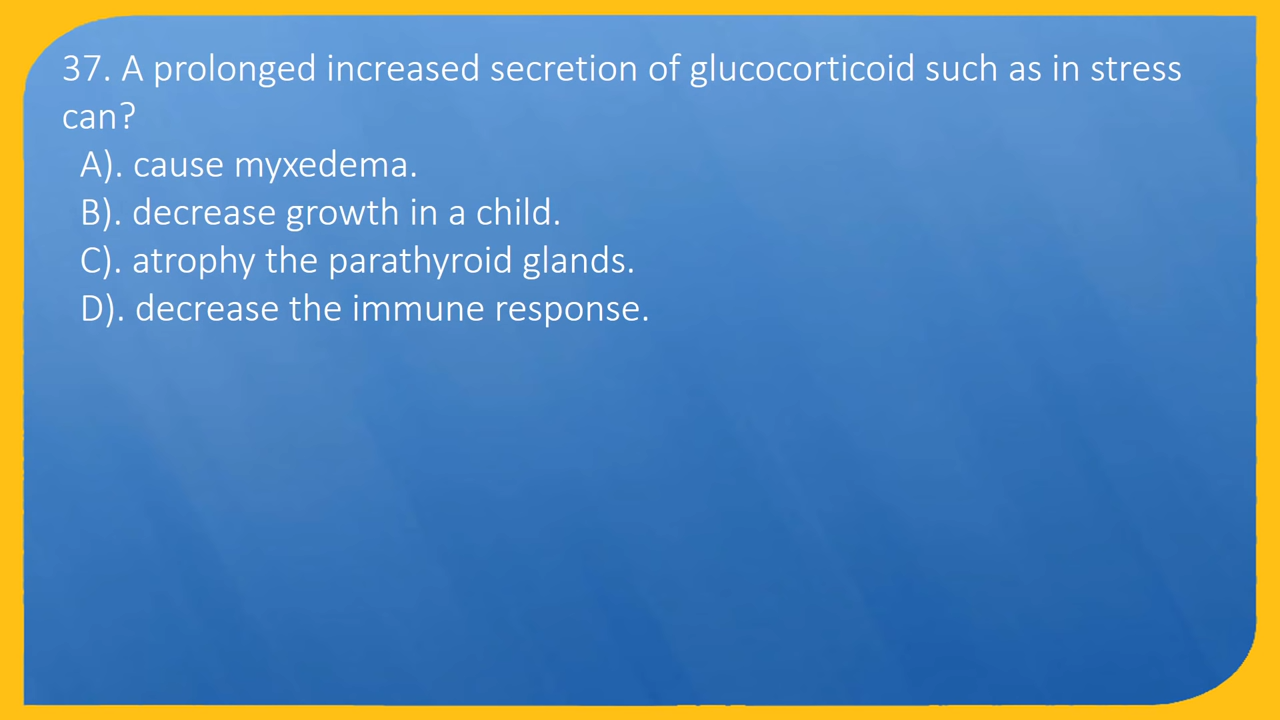 37. A prolonged increased secretion of glucocorticoid such as in stress
can?
A). cause myxedema.
B). decrease growth in a child.
C). atrophy the parathyroid glands.
D). decrease the immune response.